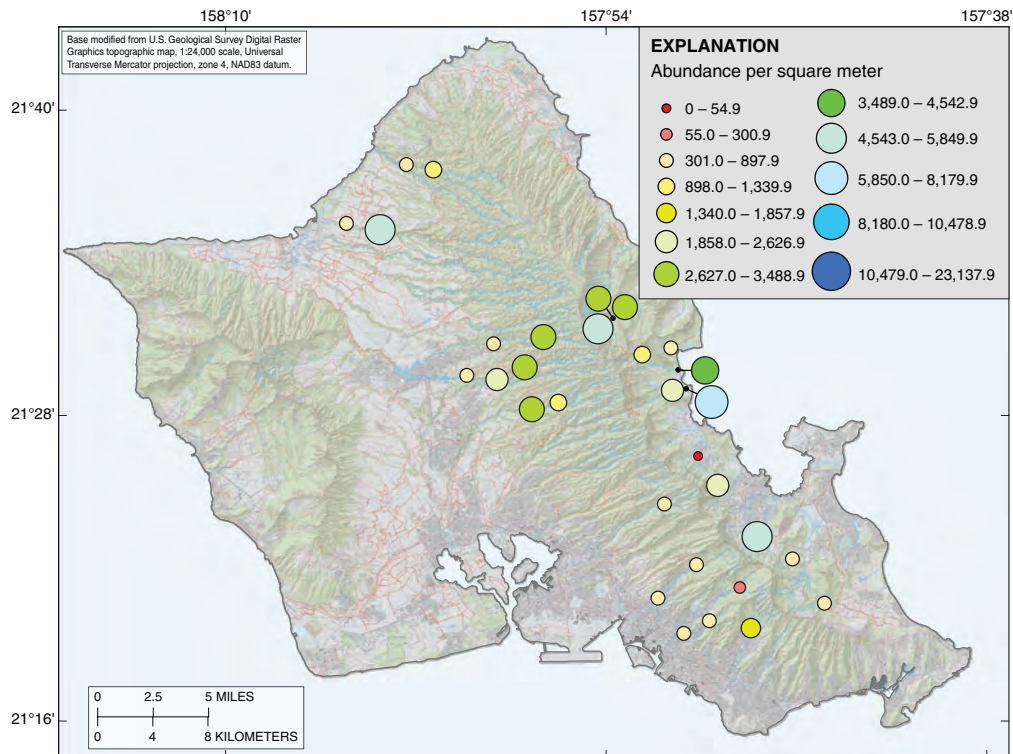 158°10'
157°54'
157°38'
Base modified from U.S. Geological Survey Digital Raster
Graphics topographic map, 1:24,000 scale, Universal
Transverse Mercator projection, zone 4, NAD83 datum.
EXPLANATION
Abundance per square meter
0 – 54.9
55.0 – 300.9
301.0 – 897.9
898.0 – 1,339.9
1,340.0 – 1,857.9
1,858.0 – 2,626.9
2,627.0 – 3,488.9
3,489.0 – 4,542.9
4,543.0 – 5,849.9
5,850.0 – 8,179.9
8,180.0 – 10,478.9
10,479.0 – 23,137.9
21°40'
21°28'
21°16'
0 2.5 5 MILES
0 4 8 KILOMETERS